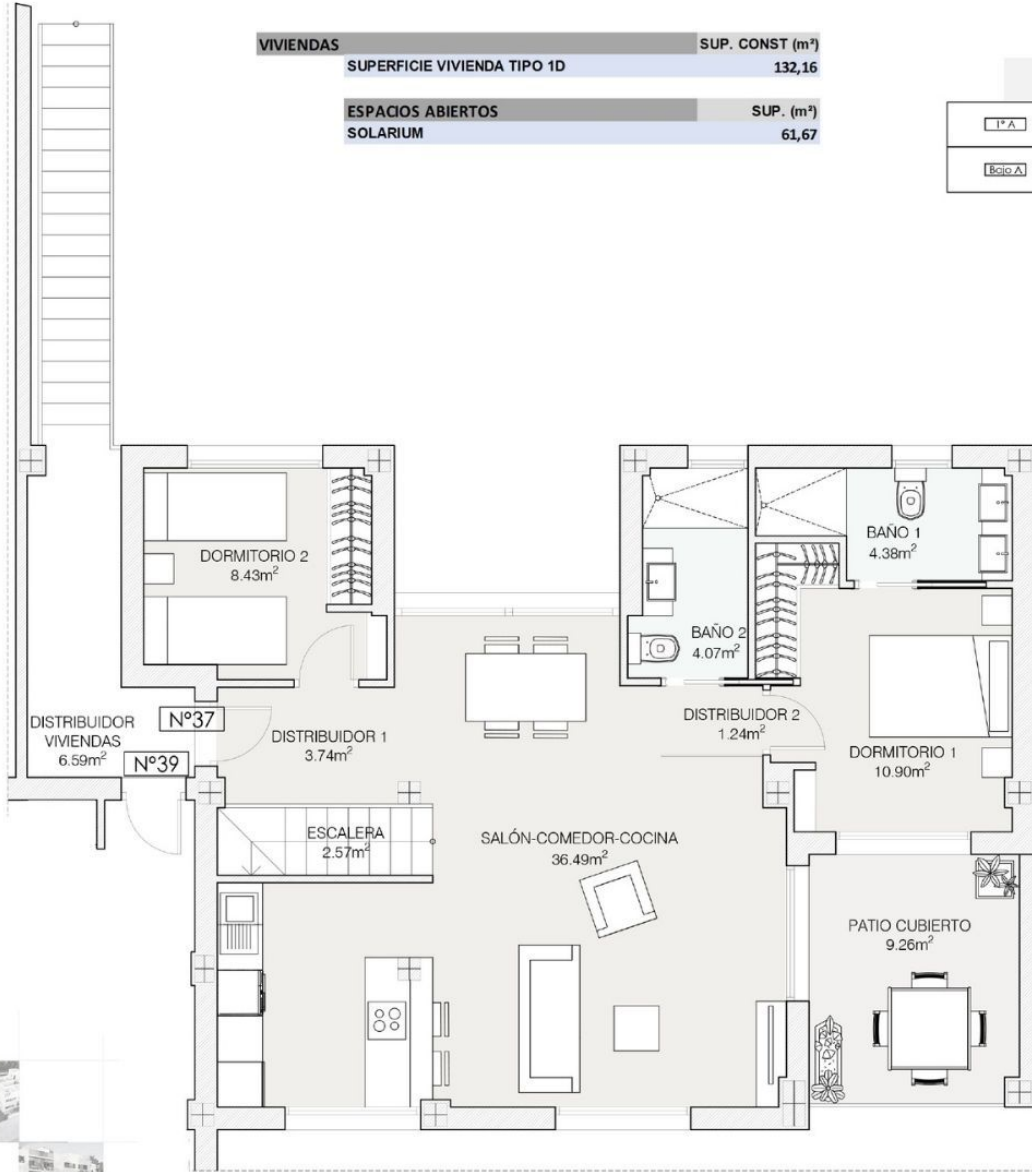 VIVIENDAS SUP. CONST (m²)
SUPERFICIE VIVIENDA TIPO 1D 132,16
ESPACIOS ABIERTOS SUP. (m²)
SOLARIUM 61,67
1º A
Bajo A
DORMITORIO 2
8.43m²
BAÑO 1
4.38m²
BAÑO 2
4.07m²
DISTRIBUIDOR
VIVIENDAS
6.59m²
Nº37
Nº39
DISTRIBUIDOR 1
3.74m²
DISTRIBUIDOR 2
1.24m²
DORMITORIO 1
10.90m²
ESCALERA
2.57m²
SALÓN-COMEDOR-COCINA
36.49m²
PATIO CUBIERTO
9.26m²